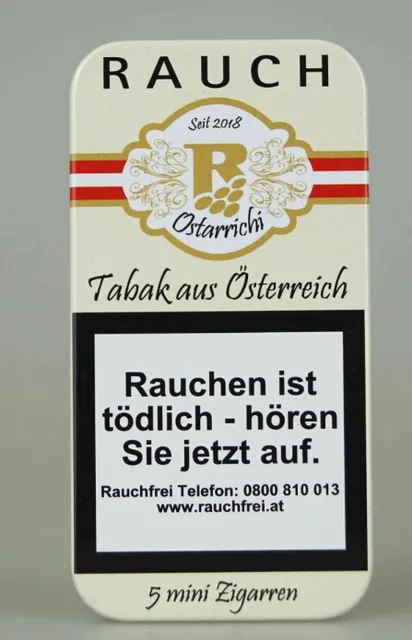 RAUCH
Seit 2018
R
Ostarrichi
Tabak aus Österreich
Rauchen ist
tödlich - hören
Sie jetzt auf.
Rauchfrei Telefon: 0800 810 013
www.rauchfrei.at
5 mini Zigarren